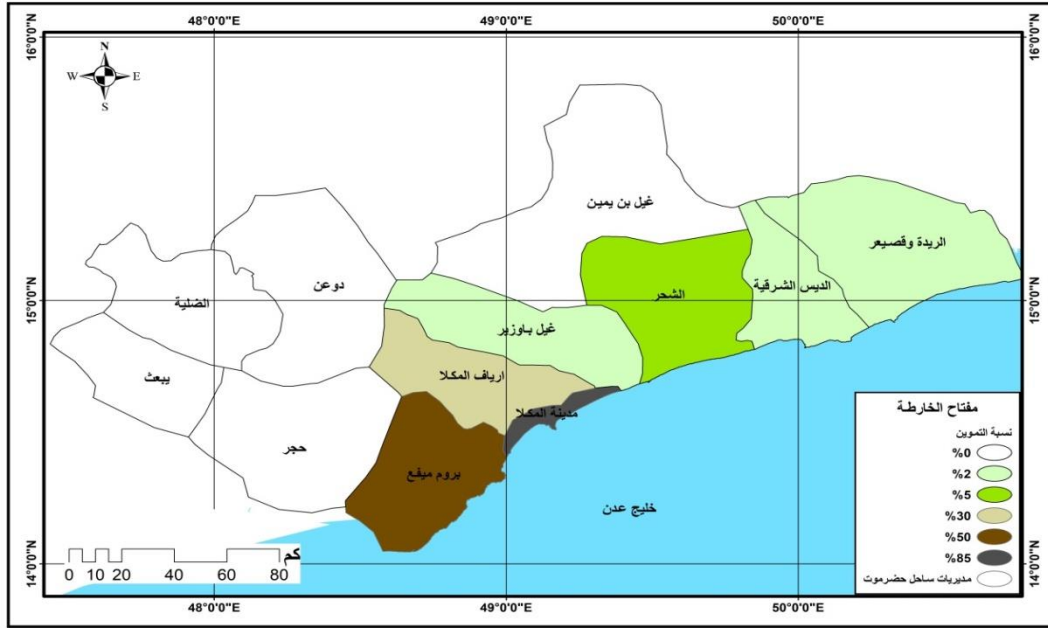 48°0'0"E
49°0'0"E
50°0'0"E
16°0'0"N
16°0'0"N
N
W
E
S
غيل بن يمين
الريدة وقصيعر
دوعن
الديس الشرقية
الشحر
الضلية
15°0'0"N
15°0'0"N
غيل باوزير
يبعث
ارياف المكلا
مدينة المكلا
حجر
بروم ميفع
خليج عدن
مفتاح الخارطة
نسبة التموين
%0
%2
%5
%30
%50
%85
مديريات ساحل حضرموت
كم
0 10 20 40 60 80
14°0'0"N
14°0'0"N
48°0'0"E
49°0'0"E
50°0'0"E